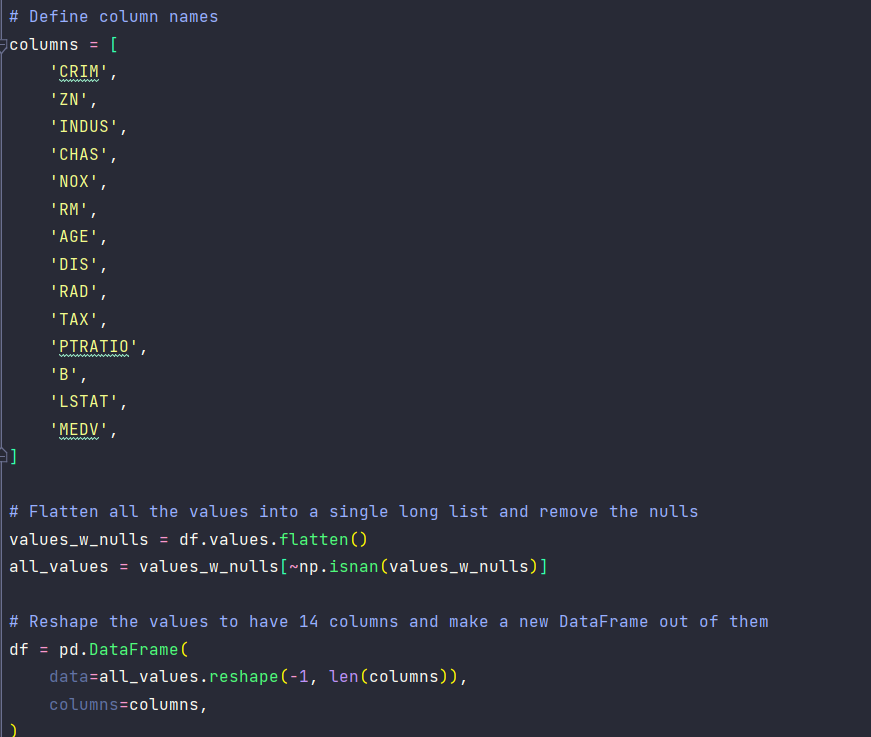 # Define column names
columns = [
    'CRIM',
    'ZN',
    'INDUS',
    'CHAS',
    'NOX',
    'RM',
    'AGE',
    'DIS',
    'RAD',
    'TAX',
    'PTRATIO',
    'B',
    'LSTAT',
    'MEDV',
]
# Flatten all the values into a single long list and remove the nulls
values_w_nulls = df.values.flatten()
all_values = values_w_nulls[~np.isnan(values_w_nulls)]
# Reshape the values to have 14 columns and make a new DataFrame out of them
df = pd.DataFrame(
    data=all_values.reshape(-1, len(columns)),
    columns=columns,
)